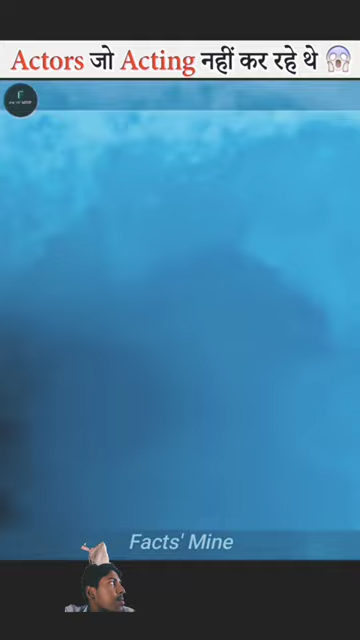 Actors जो Acting नहीं कर रहे थे 😱
Facts' Mine